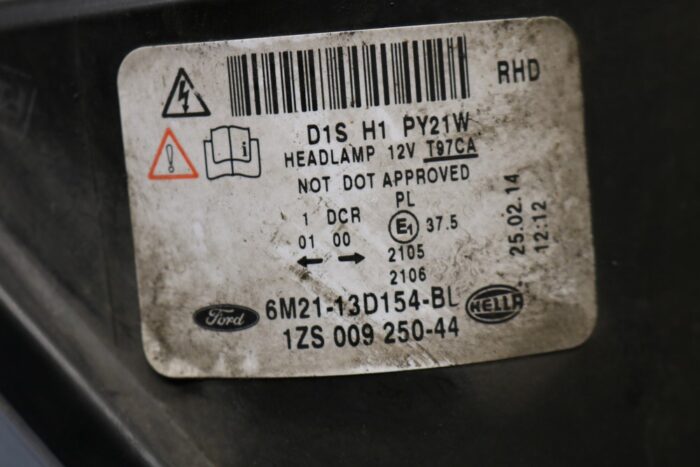 RHD
D1S H1 PY21W
HEADLAMP 12V T97CA
NOT DOT APPROVED
PL
1 DCR E1 37.5
01 00
2105
2106
25.02.14
12:12
Ford 6M21-13D154-BL HELLA
1ZS 009 250-44